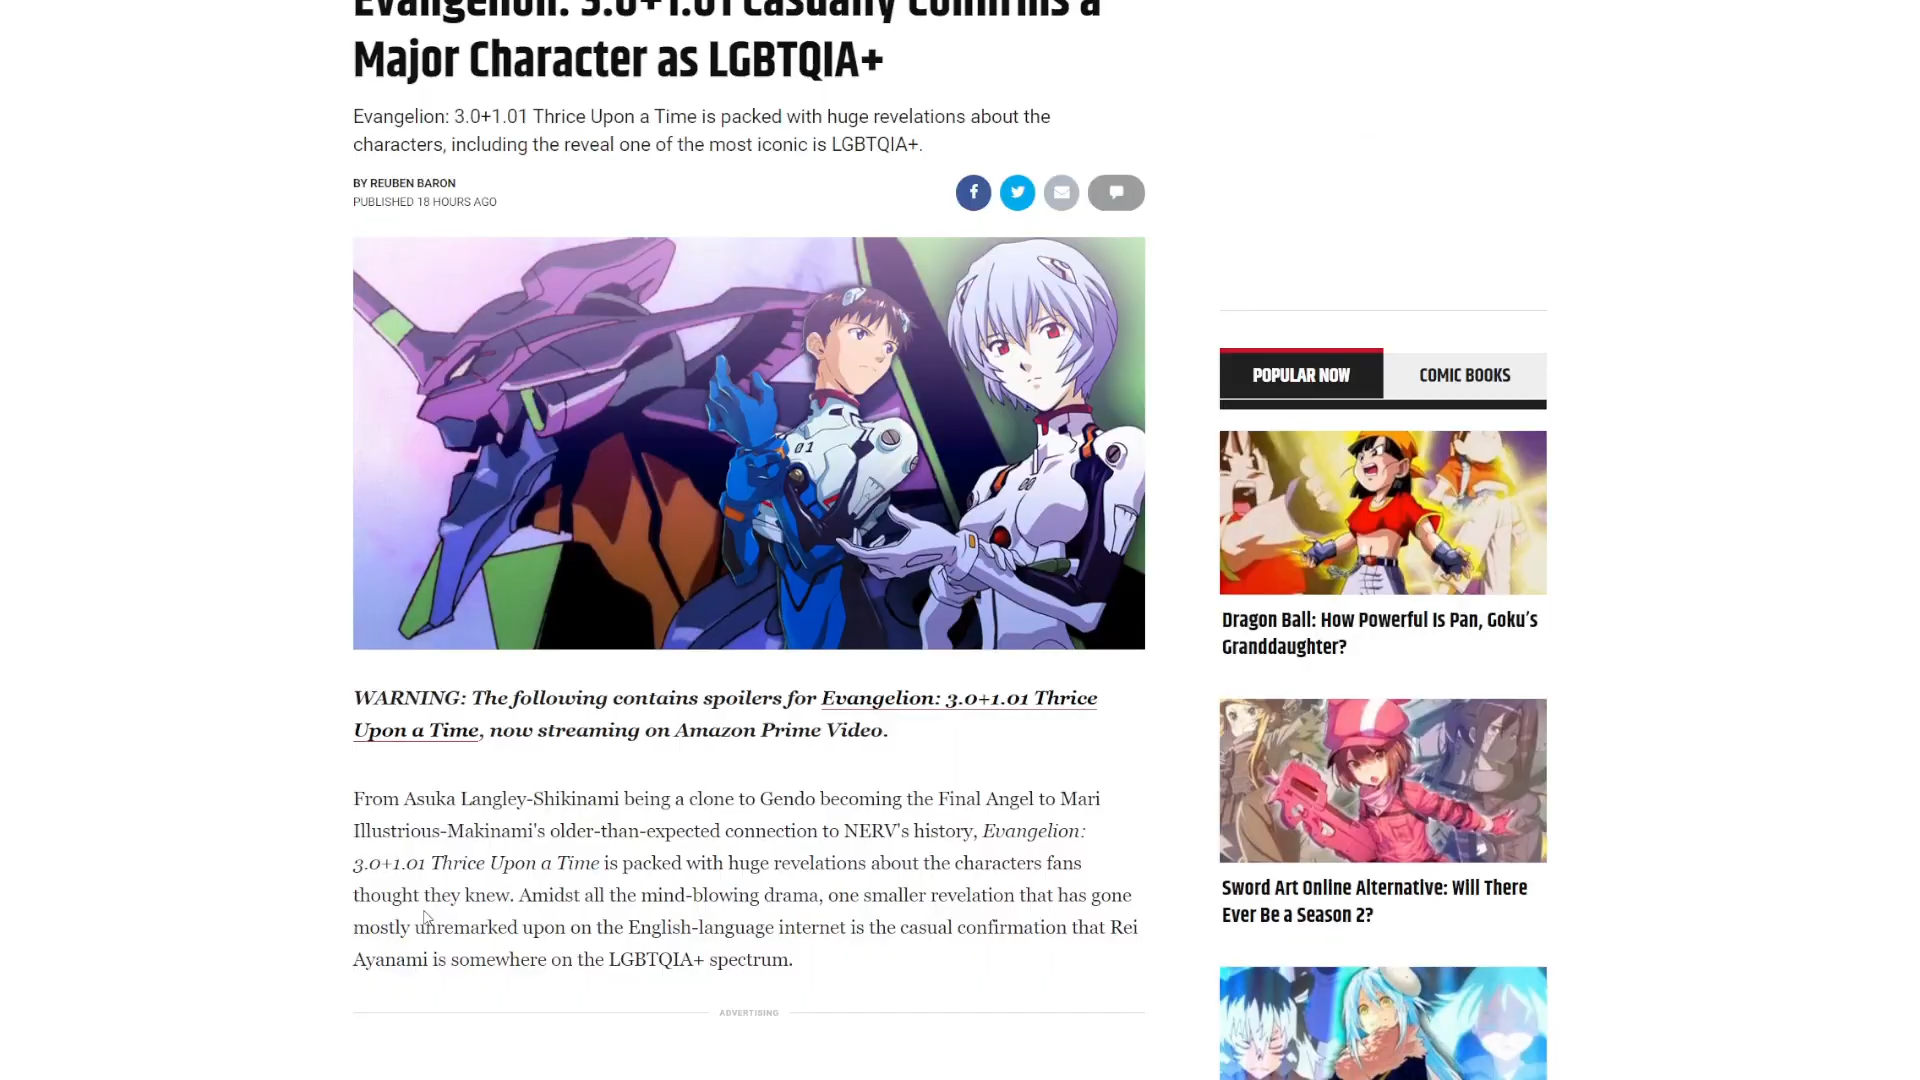 Evangelion: 3.0+1.01 Casually Confirms a
Major Character as LGBTQIA+
Evangelion: 3.0+1.01 Thrice Upon a Time is packed with huge revelations about the
characters, including the reveal one of the most iconic is LGBTQIA+.
BY REUBEN BARON
PUBLISHED 18 HOURS AGO
01
00
WARNING: The following contains spoilers for Evangelion: 3.0+1.01 Thrice
Upon a Time, now streaming on Amazon Prime Video.
From Asuka Langley-Shikinami being a clone to Gendo becoming the Final Angel to Mari
Illustrious-Makinami's older-than-expected connection to NERV's history, Evangelion:
3.0+1.01 Thrice Upon a Time is packed with huge revelations about the characters fans
thought they knew. Amidst all the mind-blowing drama, one smaller revelation that has gone
mostly unremarked upon on the English-language internet is the casual confirmation that Rei
Ayanami is somewhere on the LGBTQIA+ spectrum.
ADVERTISING
POPULAR NOW
COMIC BOOKS
Dragon Ball: How Powerful Is Pan, Goku's
Granddaughter?
Sword Art Online Alternative: Will There
Ever Be a Season 2?